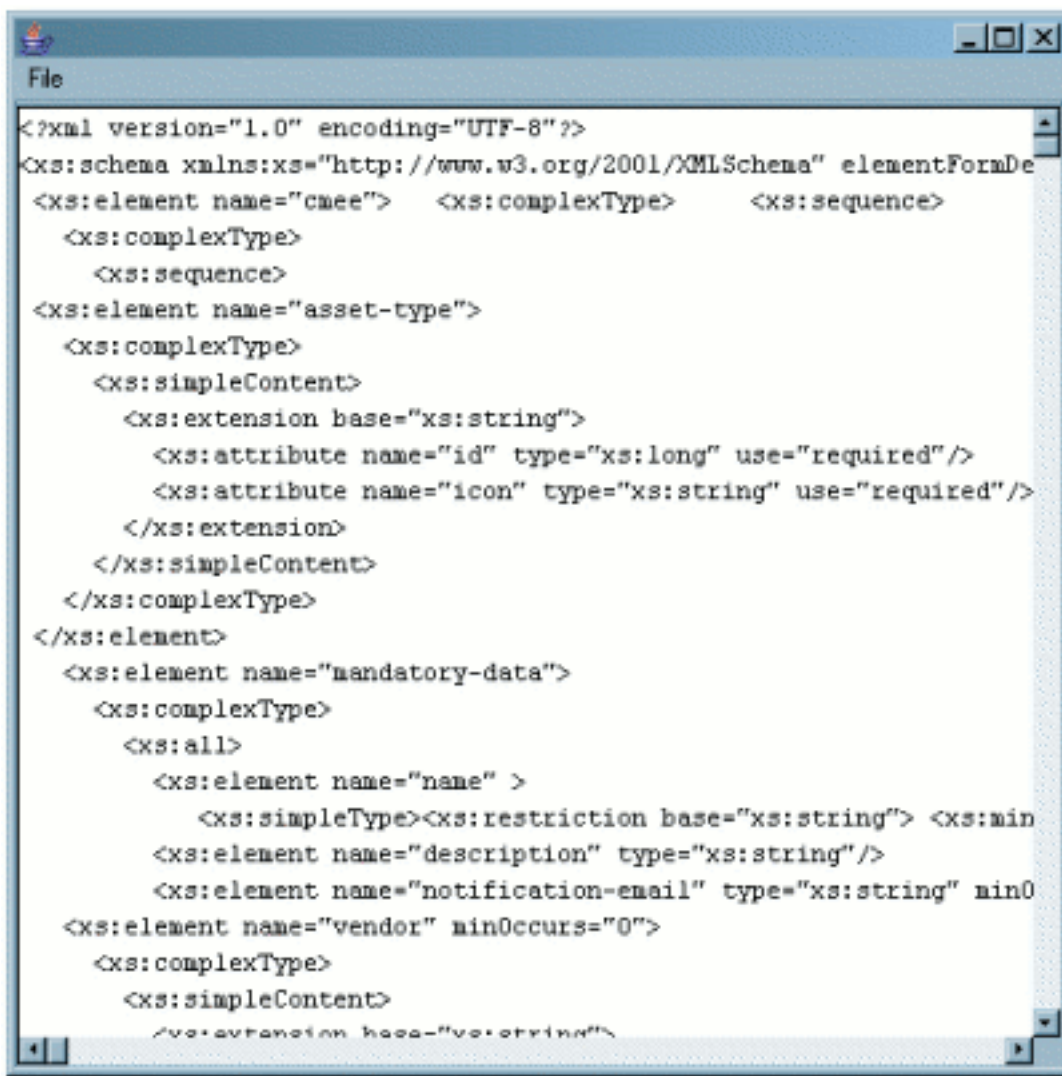 File
<?xml version="1.0" encoding="UTF-8"?>
<xs:schema xmlns:xs="http://www.w3.org/2001/XMLSchema" elementFormDe
<xs:element name="cmee"> <xs:complexType> <xs:sequence>
<xs:complexType>
<xs:sequence>
<xs:element name="asset-type">
<xs:complexType>
<xs:simpleContent>
<xs:extension base="xs:string">
<xs:attribute name="id" type="xs:long" use="required"/>
<xs:attribute name="icon" type="xs:string" use="required"/>
</xs:extension>
</xs:simpleContent>
</xs:complexType>
</xs:element>
<xs:element name="mandatory-data">
<xs:complexType>
<xs:all>
<xs:element name="name" >
<xs:simpleType><xs:restriction base="xs:string"> <xs:min
<xs:element name="description" type="xs:string"/>
<xs:element name="notification-email" type="xs:string" minO
<xs:element name="vendor" minOccurs="0">
<xs:complexType>
<xs:simpleContent>
<xs:extension base="xs:string">